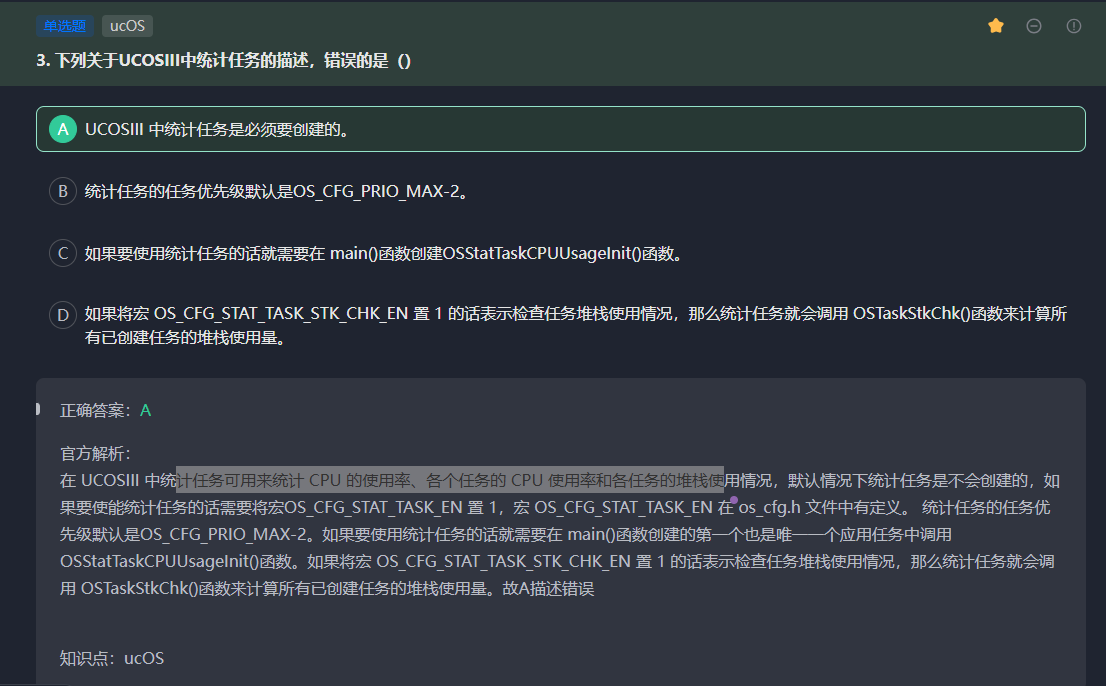 单选题 ucOS
3. 下列关于UCOSIII中统计任务的描述，错误的是（）
A UCOSIII 中统计任务是必须要创建的。
B 统计任务的任务优先级默认是OS_CFG_PRIO_MAX-2。
C 如果要使用统计任务的话就需要在 main()函数创建OSStatTaskCPUUsageInit()函数。
D 如果将宏 OS_CFG_STAT_TASK_STK_CHK_EN 置 1 的话表示检查任务堆栈使用情况，那么统计任务就会调用 OSTaskStkChk()函数来计算所
有已创建任务的堆栈使用量。
正确答案：A
官方解析：
在 UCOSIII 中统计任务可用来统计 CPU 的使用率、各个任务的 CPU 使用率和各任务的堆栈使用情况，默认情况下统计任务是不会创建的，如
果要使能统计任务的话需要将宏OS_CFG_STAT_TASK_EN 置 1，宏 OS_CFG_STAT_TASK_EN 在 os_cfg.h 文件中有定义。 统计任务的任务优
先级默认是OS_CFG_PRIO_MAX-2。如果要使用统计任务的话就需要在 main()函数创建的第一个也是唯一一个应用任务中调用
OSStatTaskCPUUsageInit()函数。如果将宏 OS_CFG_STAT_TASK_STK_CHK_EN 置 1 的话表示检查任务堆栈使用情况，那么统计任务就会调
用 OSTaskStkChk()函数来计算所有已创建任务的堆栈使用量。故A描述错误
知识点：ucOS